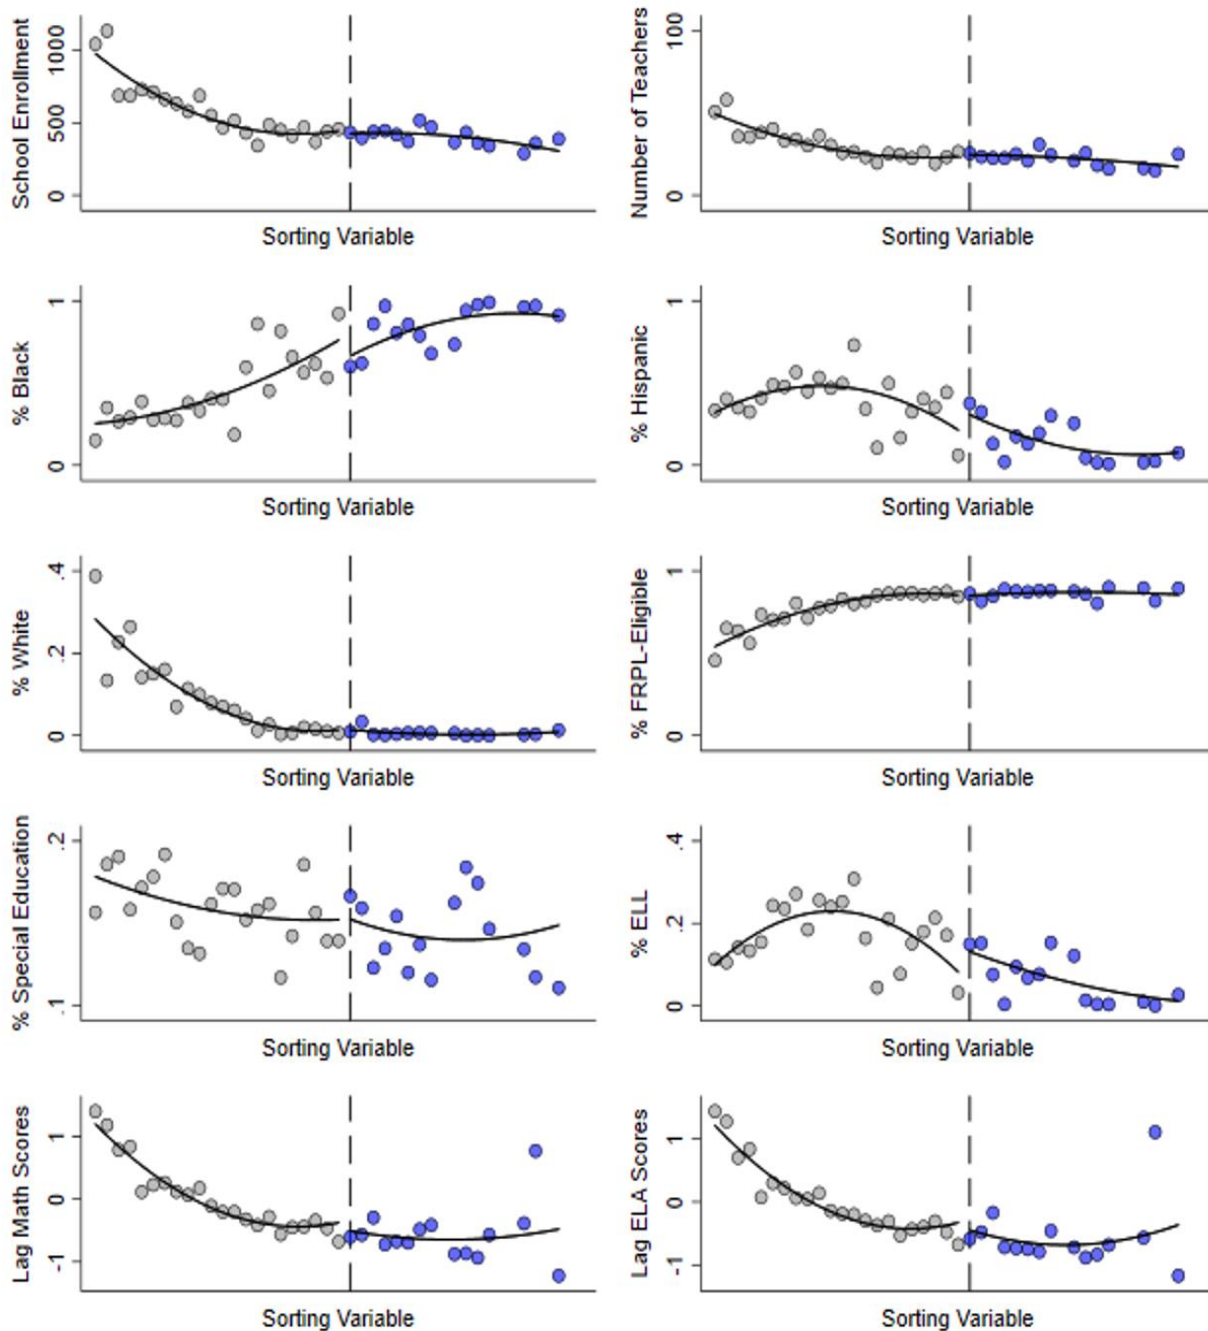 School Enrollment
1000
500
0
Sorting Variable
Number of Teachers
100
0
Sorting Variable
% Black
1
0
Sorting Variable
% Hispanic
1
0
Sorting Variable
% White
.4
.2
0
Sorting Variable
% FRPL-Eligible
1
0
Sorting Variable
% Special Education
.2
.1
Sorting Variable
% ELL
.4
.2
0
Sorting Variable
Lag Math Scores
1
0
-1
Sorting Variable
Lag ELA Scores
1
0
-1
Sorting Variable